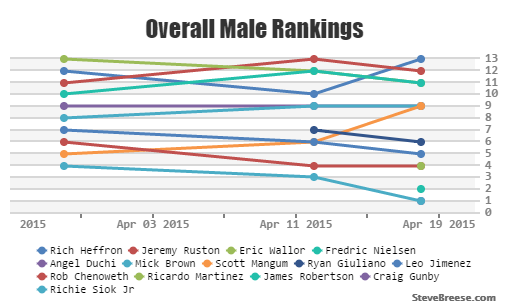 Overall Male Rankings
13
12
11
10
9
8
7
6
5
4
3
2
1
0
2015 Apr 03 2015 Apr 11 2015 Apr 19 2015
Rich Heffron Jeremy Ruston Eric Wallor Fredric Nielsen
Angel Duchi Mick Brown Scott Mangum Ryan Giuliano Leo Jimenez
Rob Chenoweth Ricardo Martinez James Robertson Craig Gunby
Richie Siok Jr
SteveBreese.com